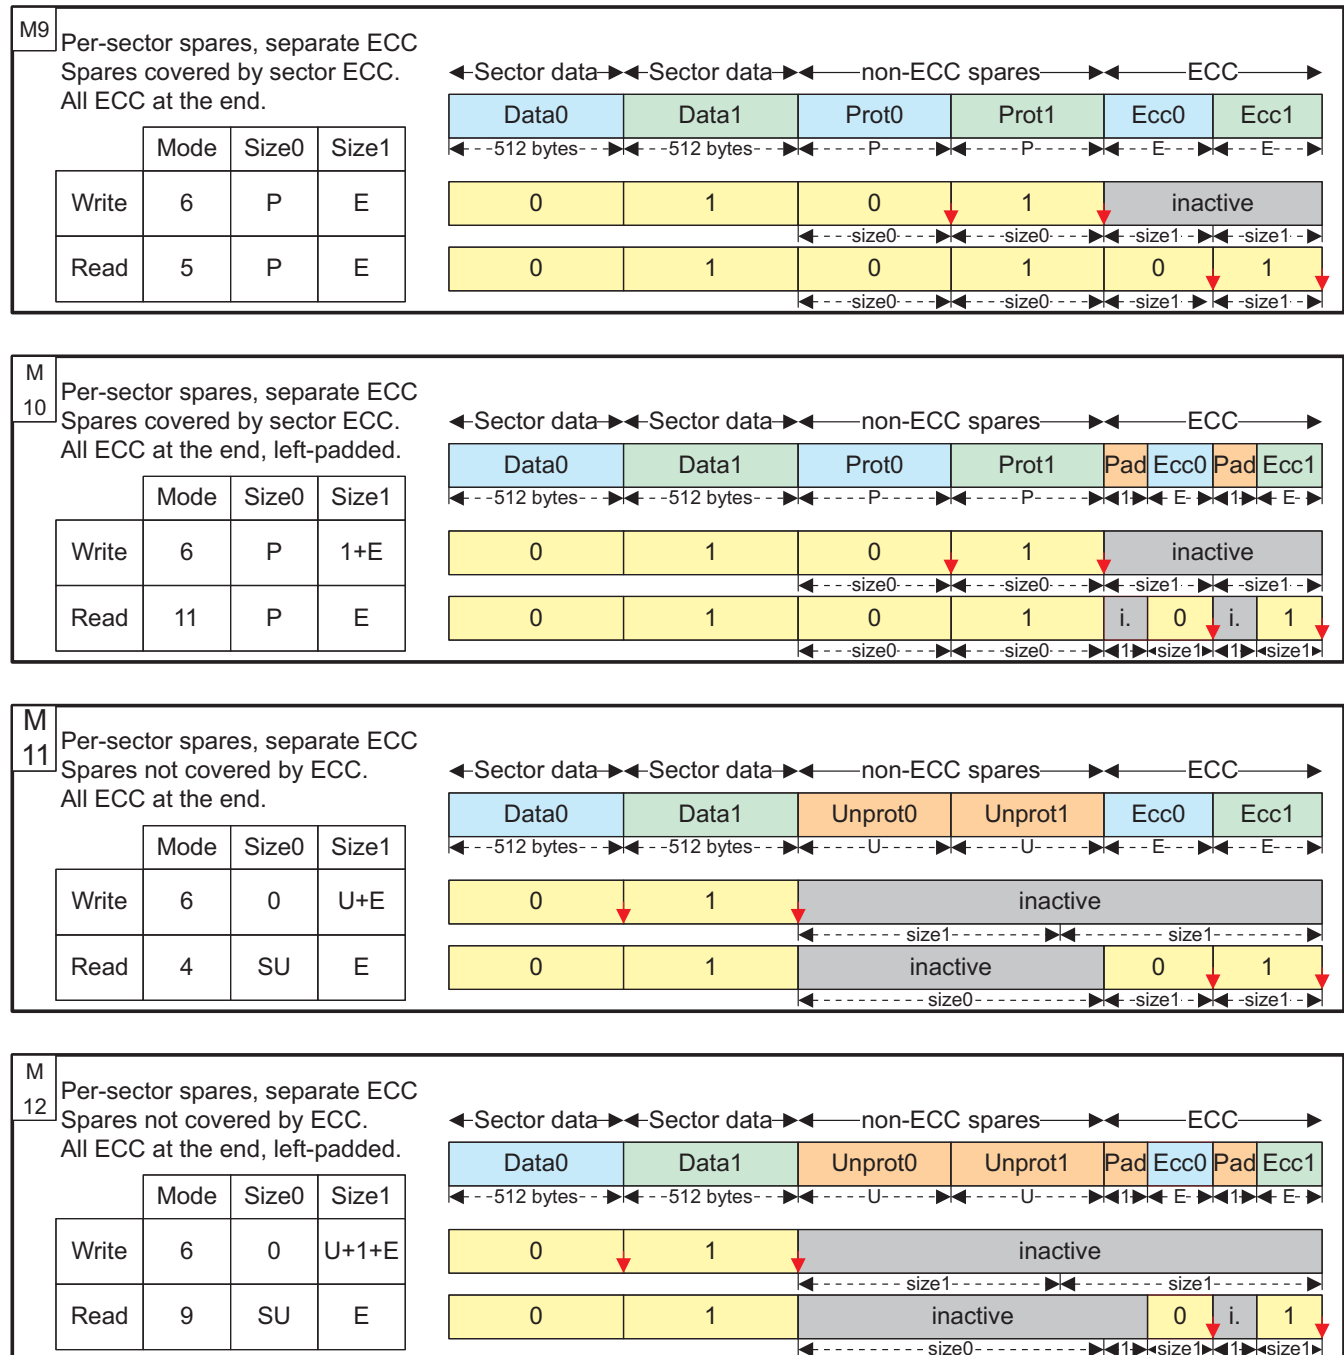 M9
Per-sector spares, separate ECC
Spares covered by sector ECC.
All ECC at the end.
Mode Size0 Size1
Write 6 P E
Read 5 P E
Sector data Sector data non-ECC spares ECC
Data0 Data1 Prot0 Prot1 Ecc0 Ecc1
512 bytes 512 bytes P P E E
0 1 0 1 inactive
size0 size0 size1 size1
0 1 0 1 0 1
size0 size0 size1 size1
M
10
Per-sector spares, separate ECC
Spares covered by sector ECC.
All ECC at the end, left-padded.
Mode Size0 Size1
Write 6 P 1+E
Read 11 P E
Sector data Sector data non-ECC spares ECC
Data0 Data1 Prot0 Prot1 Pad Ecc0 Pad Ecc1
512 bytes 512 bytes P P 1 E 1 E
0 1 0 1 inactive
size0 size0 size1 size1
0 1 0 1 i. 0 i. 1
size0 size0 1 size1 1 size1
M
11
Per-sector spares, separate ECC
Spares not covered by ECC.
All ECC at the end.
Mode Size0 Size1
Write 6 0 U+E
Read 4 SU E
Sector data Sector data non-ECC spares ECC
Data0 Data1 Unprot0 Unprot1 Ecc0 Ecc1
512 bytes 512 bytes U U E E
0 1 inactive
size1 size1
0 1 inactive 0 1
size0 size1 size1
M
12
Per-sector spares, separate ECC
Spares not covered by ECC.
All ECC at the end, left-padded.
Mode Size0 Size1
Write 6 0 U+1+E
Read 9 SU E
Sector data Sector data non-ECC spares ECC
Data0 Data1 Unprot0 Unprot1 Pad Ecc0 Pad Ecc1
512 bytes 512 bytes U U 1 E 1 E
0 1 inactive
size1 size1
0 1 inactive 0 i. 1
size0 1 size1 1 size1